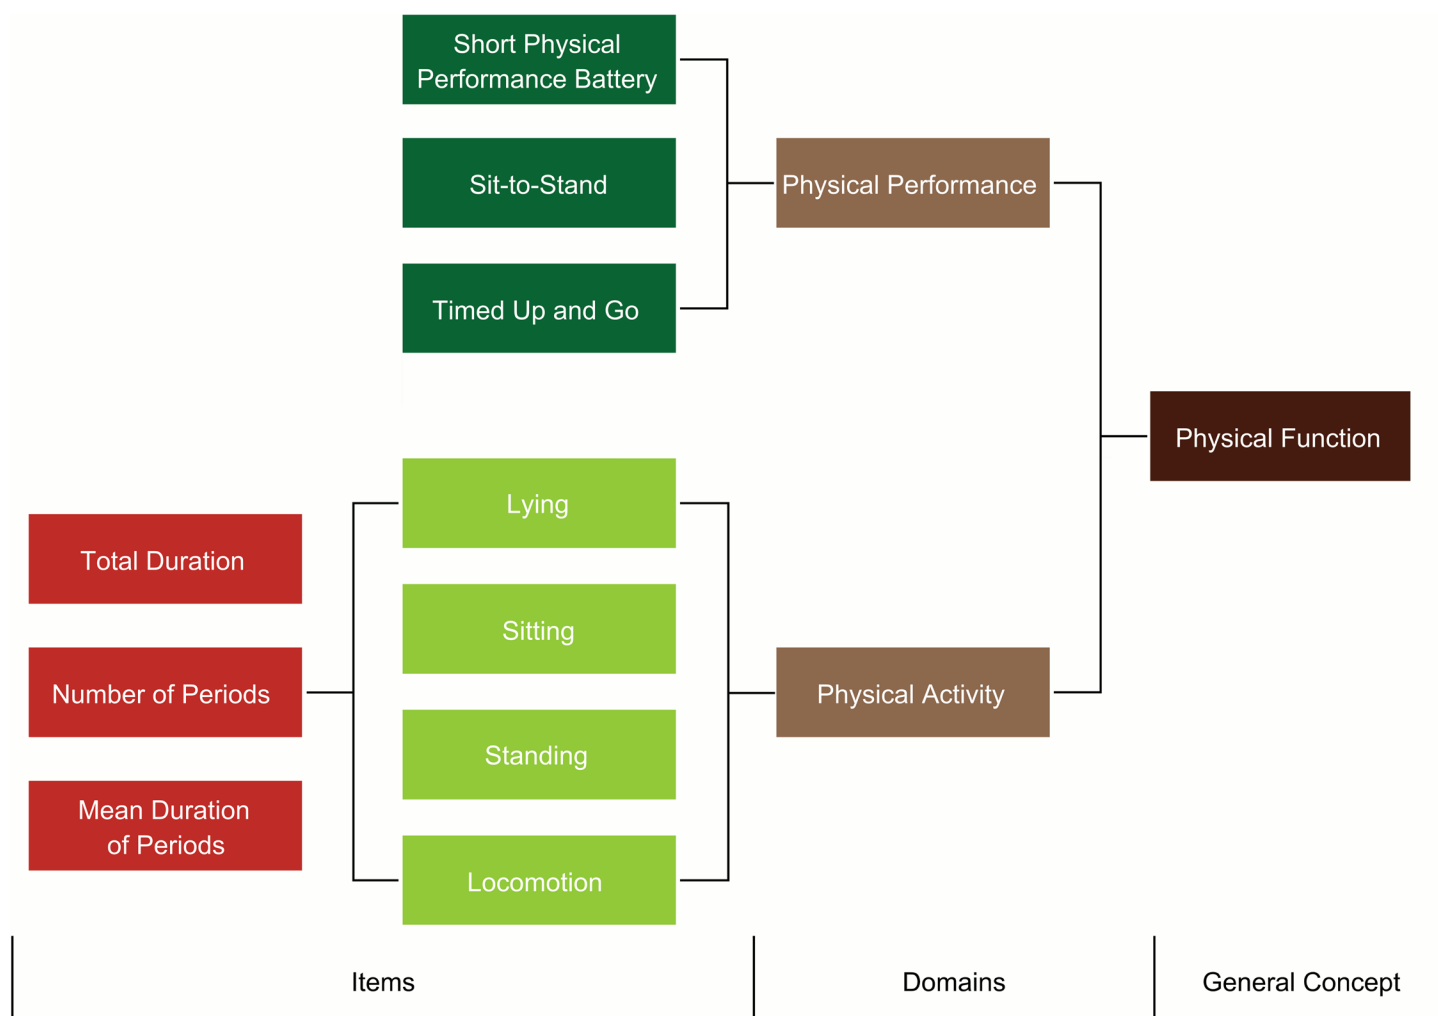 Short Physical
Performance Battery
Sit-to-Stand
Physical Performance
Timed Up and Go
Physical Function
Lying
Total Duration
Sitting
Number of Periods
Physical Activity
Standing
Mean Duration
of Periods
Locomotion
Items
Domains
General Concept